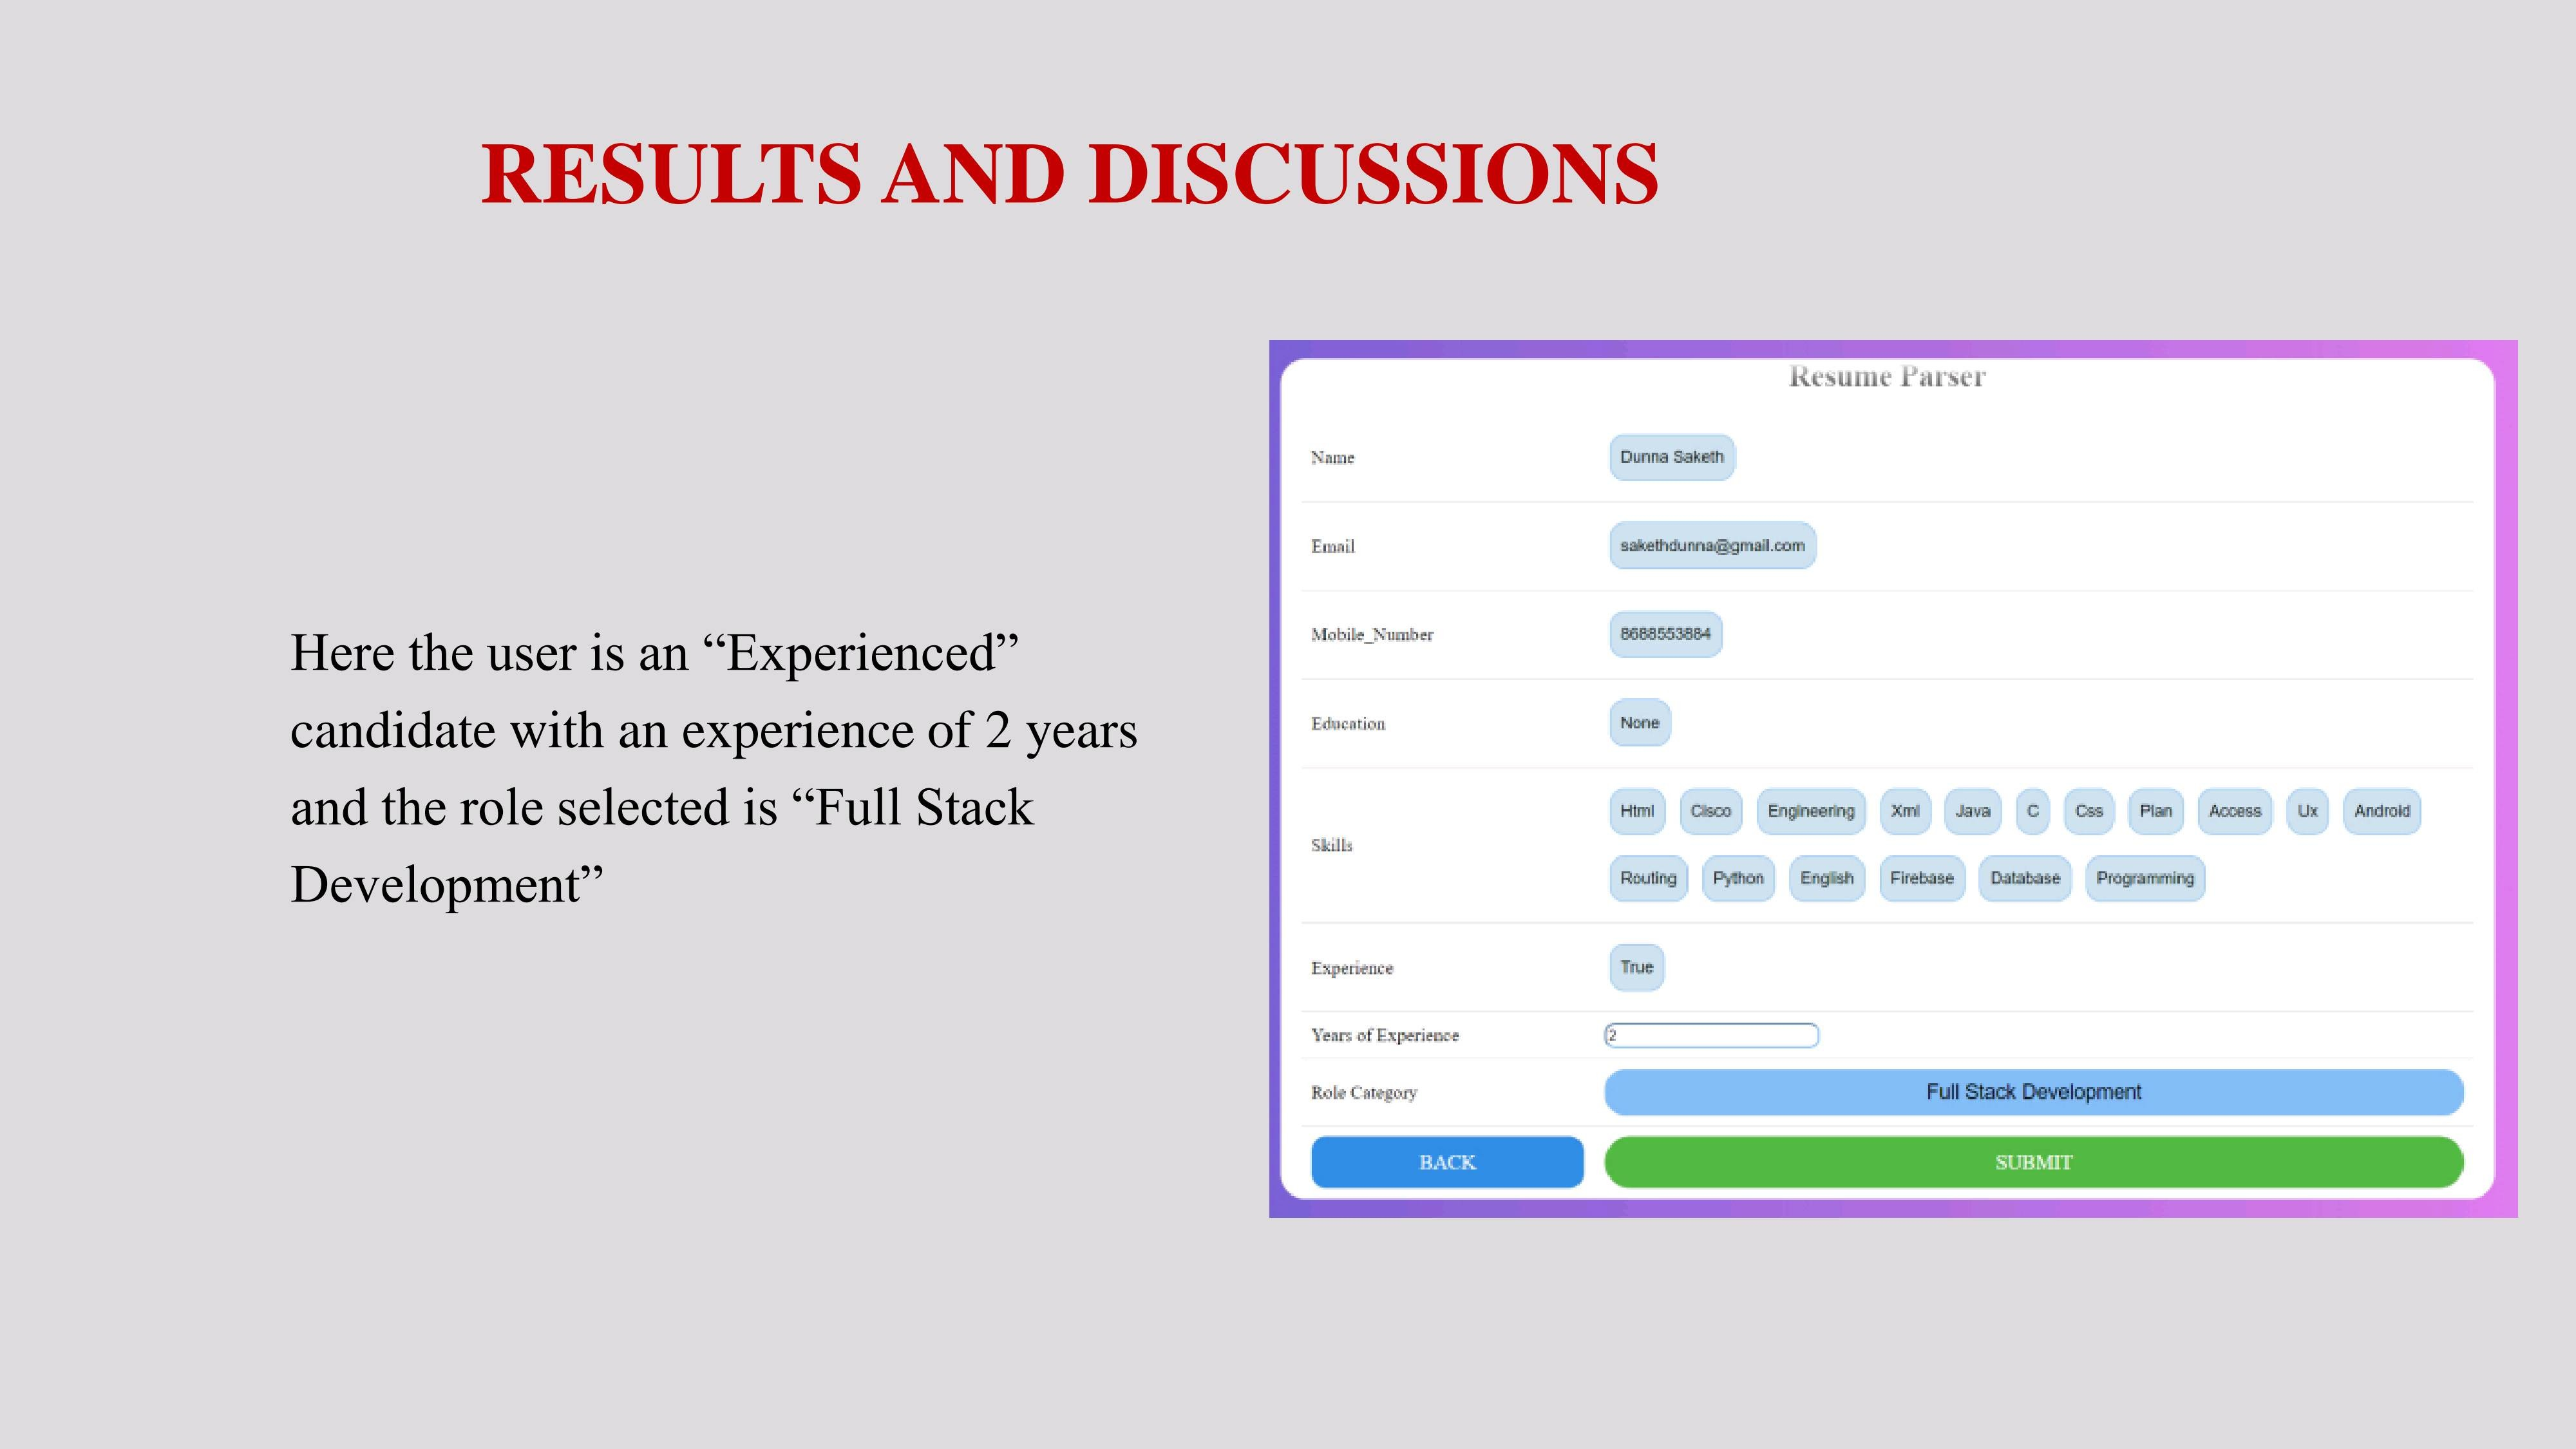 RESULTS AND DISCUSSIONS
Here the user is an “Experienced”
candidate with an experience of 2 years
and the role selected is “Full Stack
Development”
Resume Parser
Name Dunna Saketh
Email sakethdunna@gmail.com
Mobile_Number 8688553884
Education None
Skills
Html Cisco Engineering Xml Java C Css Plan Access Ux Android
Routing Python English Firebase Database Programming
Experience True
Years of Experience 2
Role Category Full Stack Development
BACK SUBMIT